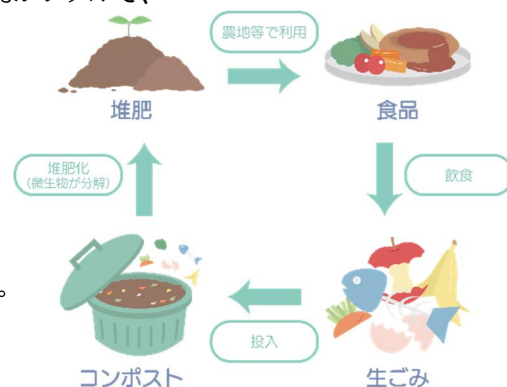 農地等で利用
堆肥
食品
堆肥化
(微生物が分解)
飲食
。
投入
コンポスト
生ごみ